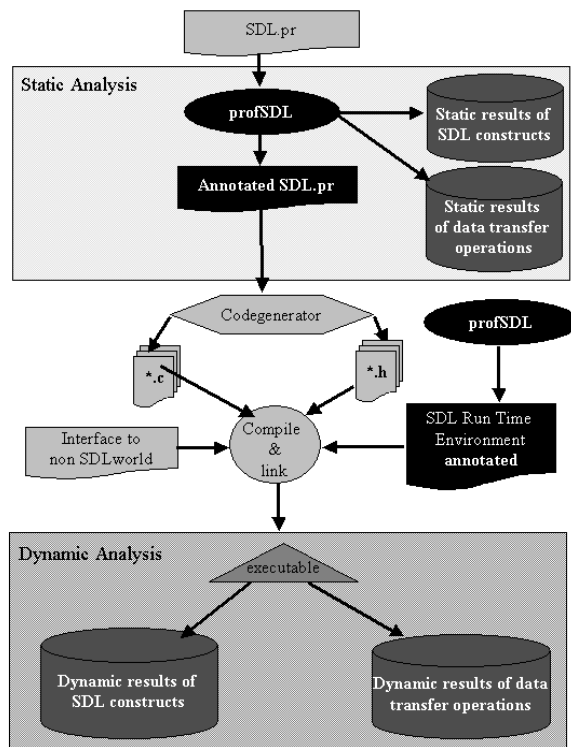 SDL.pr
Static Analysis
profSDL
Static results of
SDL constructs
Annotated SDL.pr
Static results
of data transfer
operations
Codegenerator
profSDL
*.c
*.h
SDL Run Time
Environment
annotated
Interface to
non SDLworld
Compile
&
link
Dynamic Analysis
executable
Dynamic results of
SDL constructs
Dynamic results of data
transfer operations